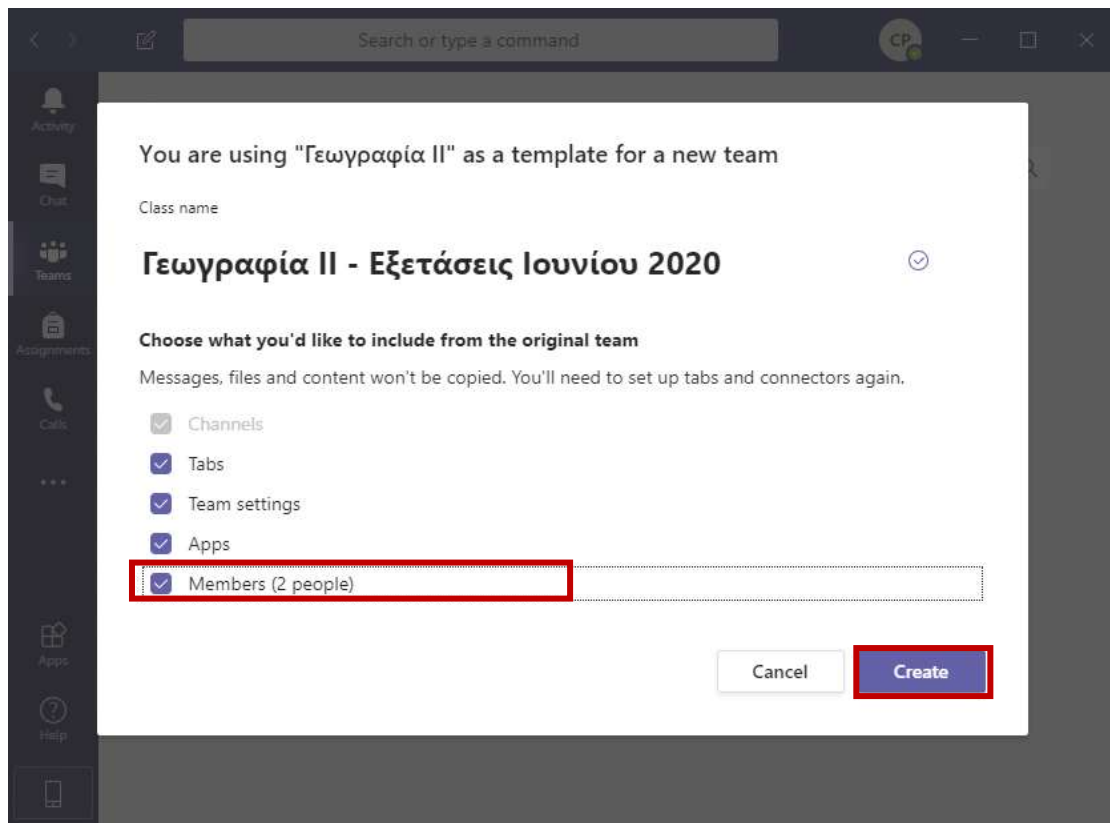 Search or type a command
CP
Activity
Chat
Teams
Assignments
Calls
Apps
Help
You are using "Γεωγραφία ΙΙ" as a template for a new team
Class name
Γεωγραφία ΙΙ - Εξετάσεις Ιουνίου 2020
Choose what you'd like to include from the original team
Messages, files and content won't be copied. You'll need to set up tabs and connectors again.
Channels
Tabs
Team settings
Apps
Members (2 people)
Cancel
Create